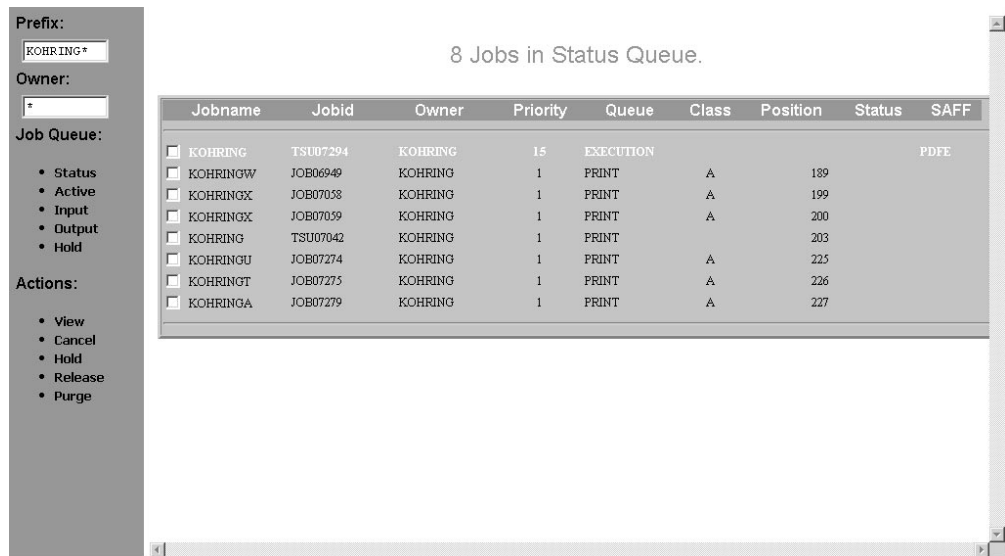 Prefix:
KOHRING*
Owner:
*
Job Queue:
• Status
• Active
• Input
• Output
• Hold
Actions:
• View
• Cancel
• Hold
• Release
• Purge
8 Jobs in Status Queue.
Jobname Jobid Owner Priority Queue Class Position Status SAFF
KOHRING TSU07294 KOHRING 15 EXECUTION PDFE
KOHRINGW JOB06949 KOHRING 1 PRINT A 189
KOHRINGX JOB07058 KOHRING 1 PRINT A 199
KOHRINGX JOB07059 KOHRING 1 PRINT A 200
KOHRING TSU07042 KOHRING 1 PRINT 203
KOHRINGU JOB07274 KOHRING 1 PRINT A 225
KOHRINGT JOB07275 KOHRING 1 PRINT A 226
KOHRINGA JOB07279 KOHRING 1 PRINT A 227